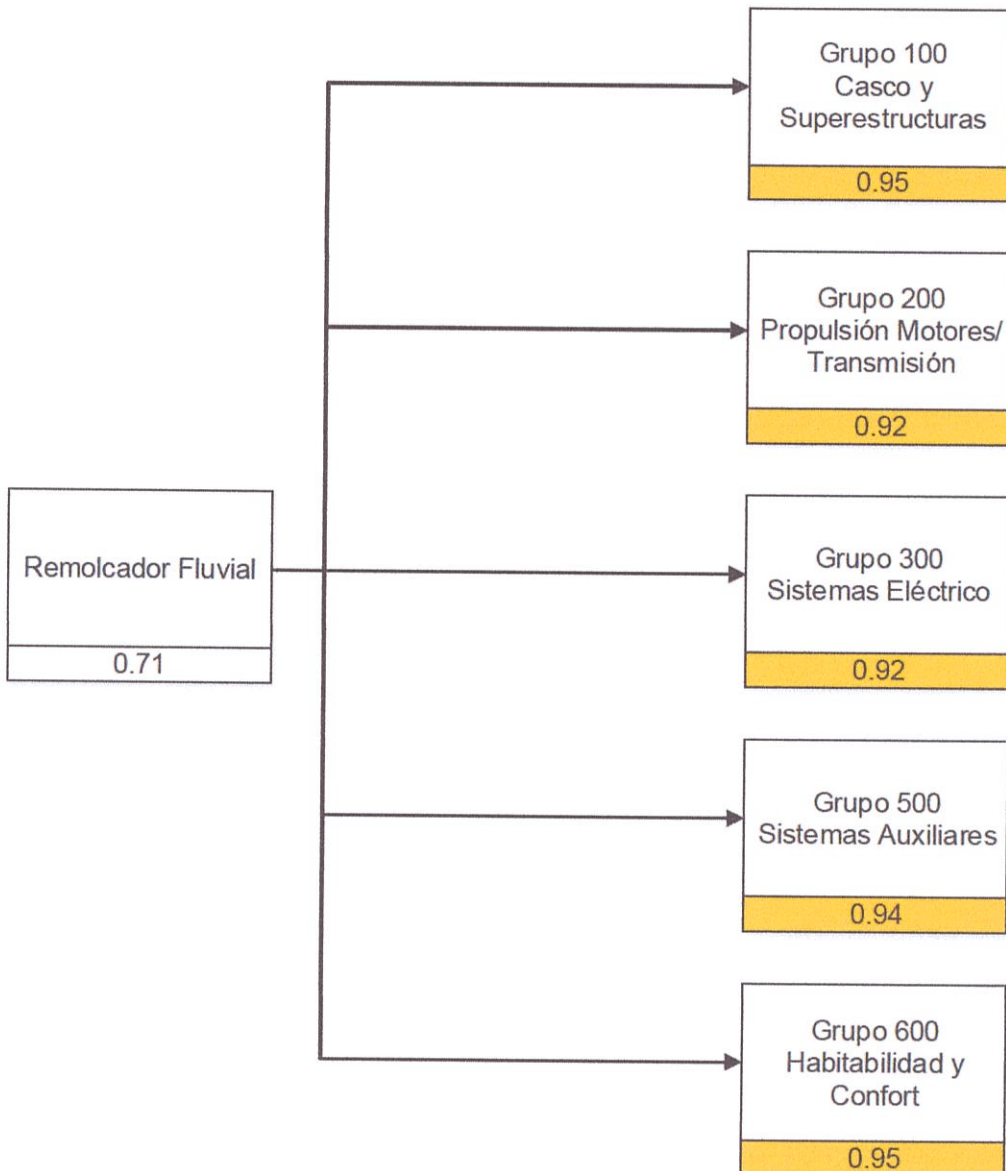 Grupo 100
Casco y
Superestructuras
0.95
Grupo 200
Propulsión Motores/
Transmisión
0.92
Remolcador Fluvial
0.71
Grupo 300
Sistemas Eléctrico
0.92
Grupo 500
Sistemas Auxiliares
0.94
Grupo 600
Habitabilidad y
Confort
0.95